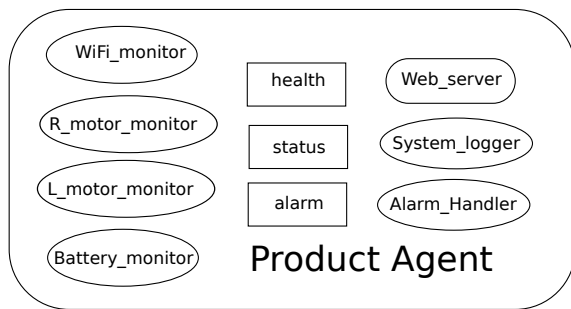 WiFi_monitor
R_motor_monitor
L_motor_monitor
Battery_monitor
health
status
alarm
Web_server
System_logger
Alarm_Handler
Product Agent